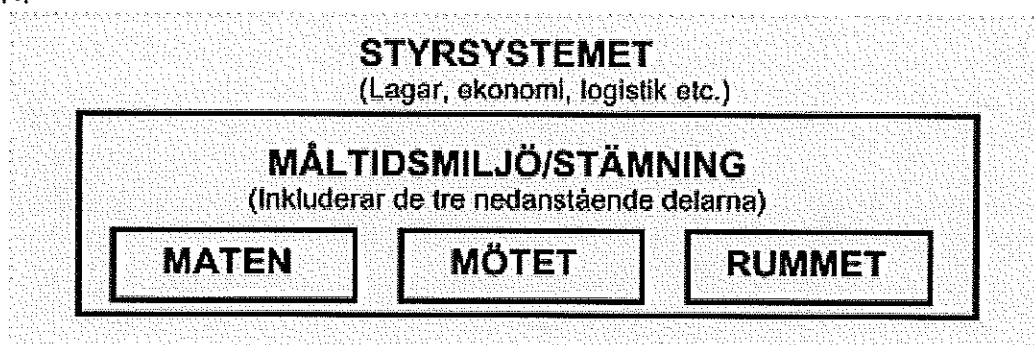 STYRSYSTEMET
(Lagar, ekonomi, logistik etc.)
MÅLTIDSMILJÖ/STÄMNING
(Inkluderar de tre nedanstående delarna)
MATEN
MÖTET
RUMMET